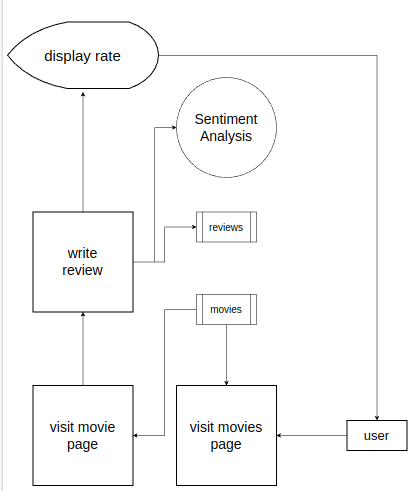 display rate
Sentiment
Analysis
write
review
reviews
movies
visit movie
page
visit movies
page
user